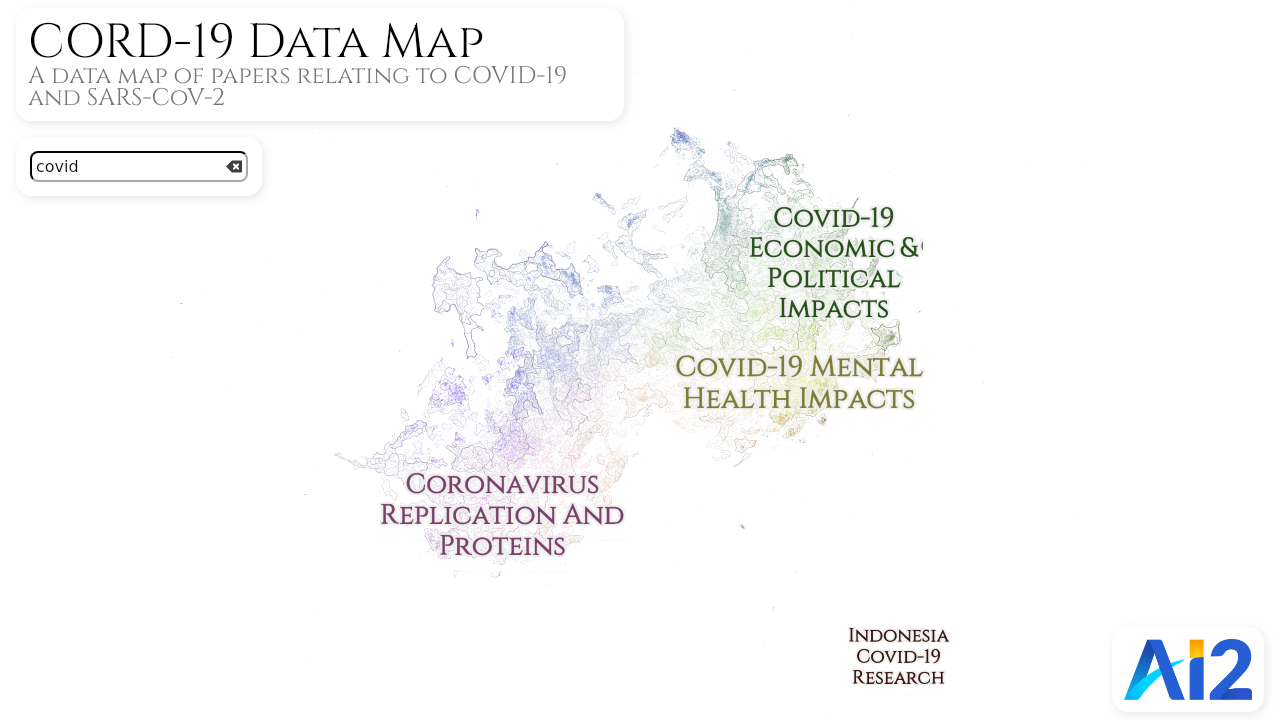 CORD-19 Data Map
A data map of papers relating to COVID-19
and SARS-CoV-2
covid
Covid-19
Economic &
Political
Impacts
Covid-19 Mental
Health Impacts
Coronavirus
Replication And
Proteins
Indonesia
Covid-19
Research
Ai2